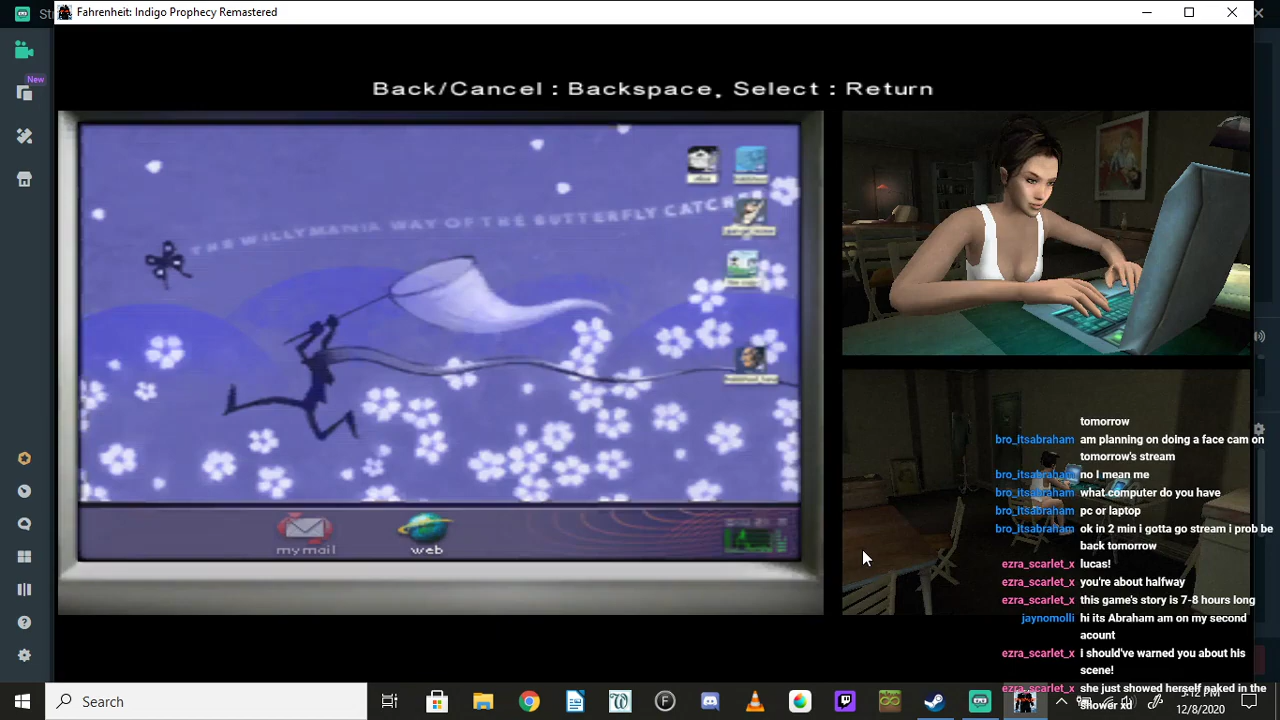 Fahrenheit: Indigo Prophecy Remastered
New
Back/Cancel : Backspace, Select : Return
THE WILLYMANIA WAY OF THE BUTTERFLY CATCHER
my mail
web
tomorrow
bro_itsabraham am planning on doing a face cam on
tomorrow's stream
bro_itsabraham no I mean me
bro_itsabraham what computer do you have
bro_itsabraham pc or laptop
bro_itsabraham ok in 2 min i gotta go stream i prob be
back tomorrow
ezra_scarlet_x lucas!
ezra_scarlet_x you're about halfway
ezra_scarlet_x this game's story is 7-8 hours long
jaynomolli hi its Abraham am on my second
acount
ezra_scarlet_x i should've warned you about his
scene!
ezra_scarlet_x she just showed herself naked in the
shower xd
Search
12/8/2020